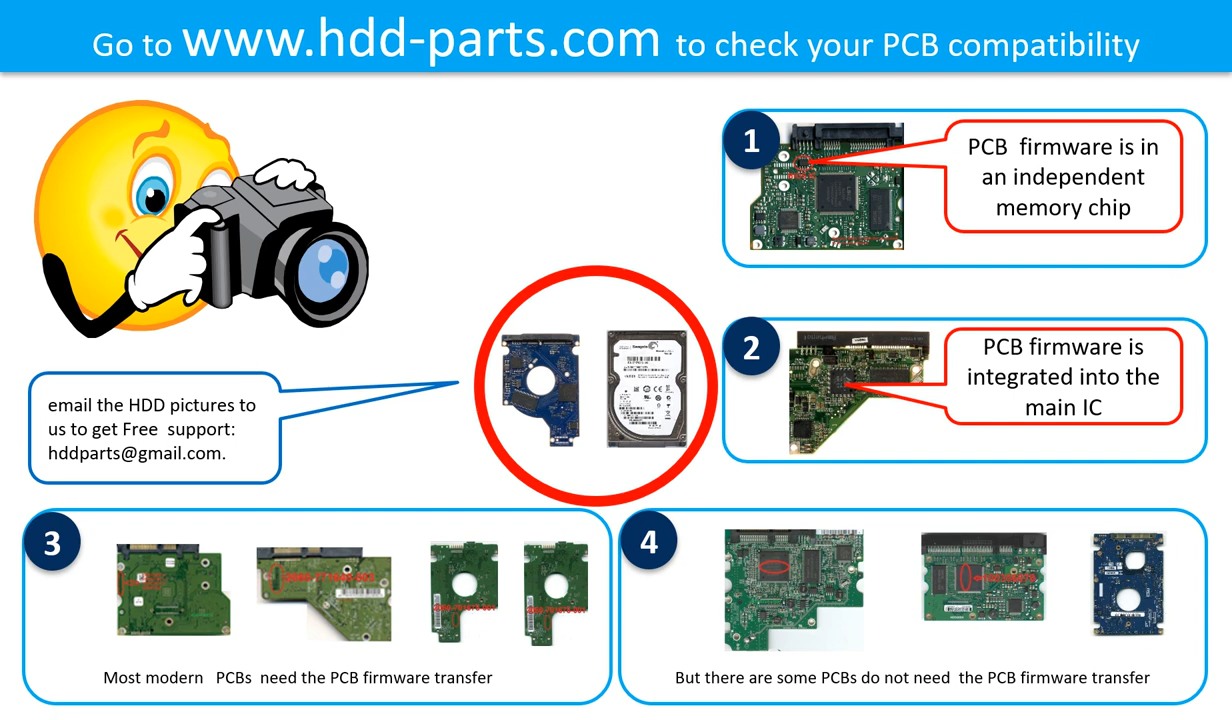 Go to www.hdd-parts.com to check your PCB compatibility
1
PCB firmware is in
an independent
memory chip
2
PCB firmware is
integrated into the
main IC
email the HDD pictures to
us to get Free support:
hddparts@gmail.com.
Seagate
3
Most modern PCBs need the PCB firmware transfer
4
But there are some PCBs do not need the PCB firmware transfer